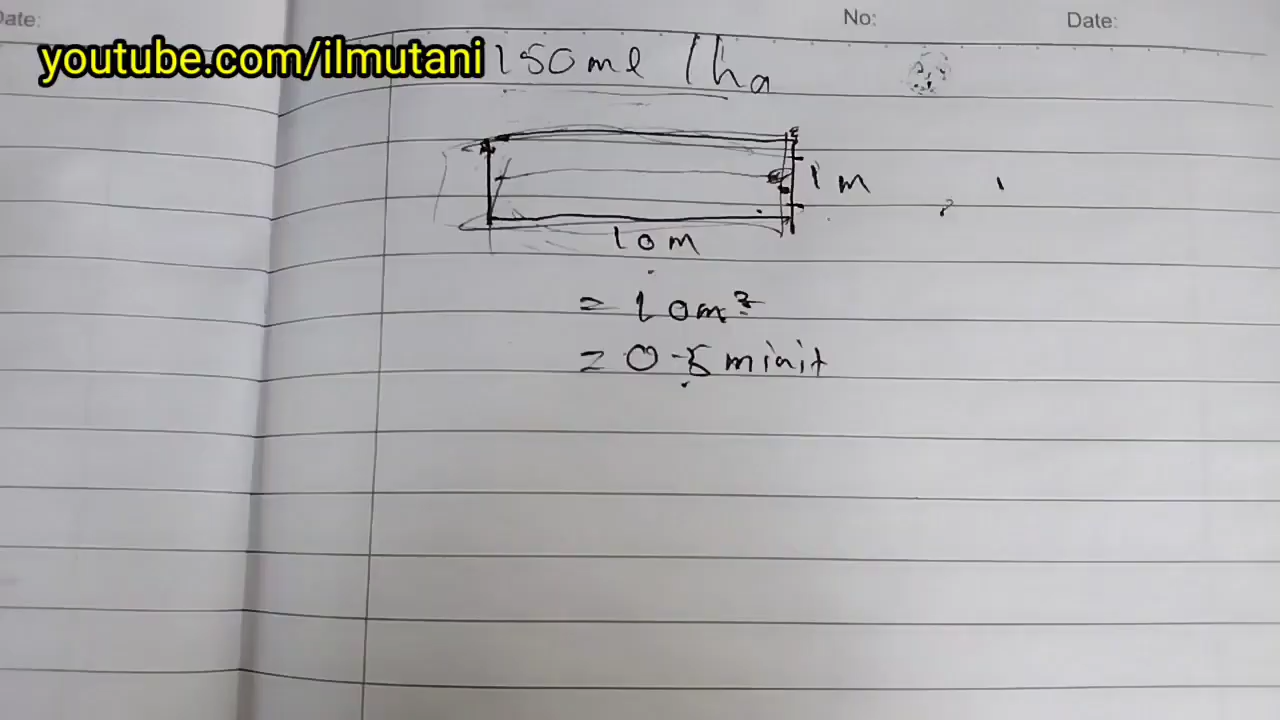 Date:
No:
Date:
youtube.com/ilmutani
150ml/ha
1m
10m
= 10m²
= 0.5 minit